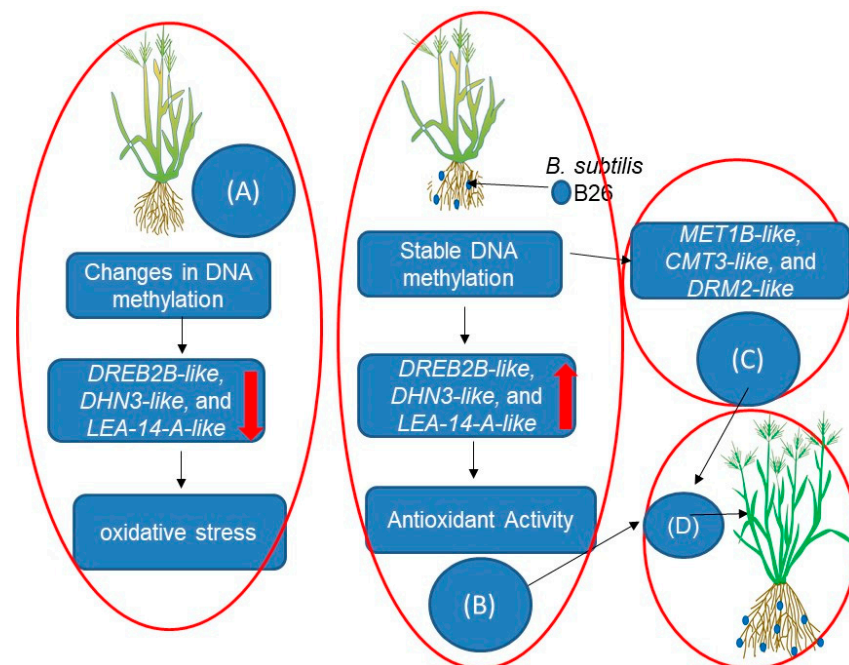 (A)
Changes in DNA
methylation
DREB2B-like,
DHN3-like, and
LEA-14-A-like
oxidative stress
B. subtilis
B26
Stable DNA
methylation
DREB2B-like,
DHN3-like, and
LEA-14-A-like
Antioxidant Activity
(B)
MET1B-like,
CMT3-like, and
DRM2-like
(C)
(D)